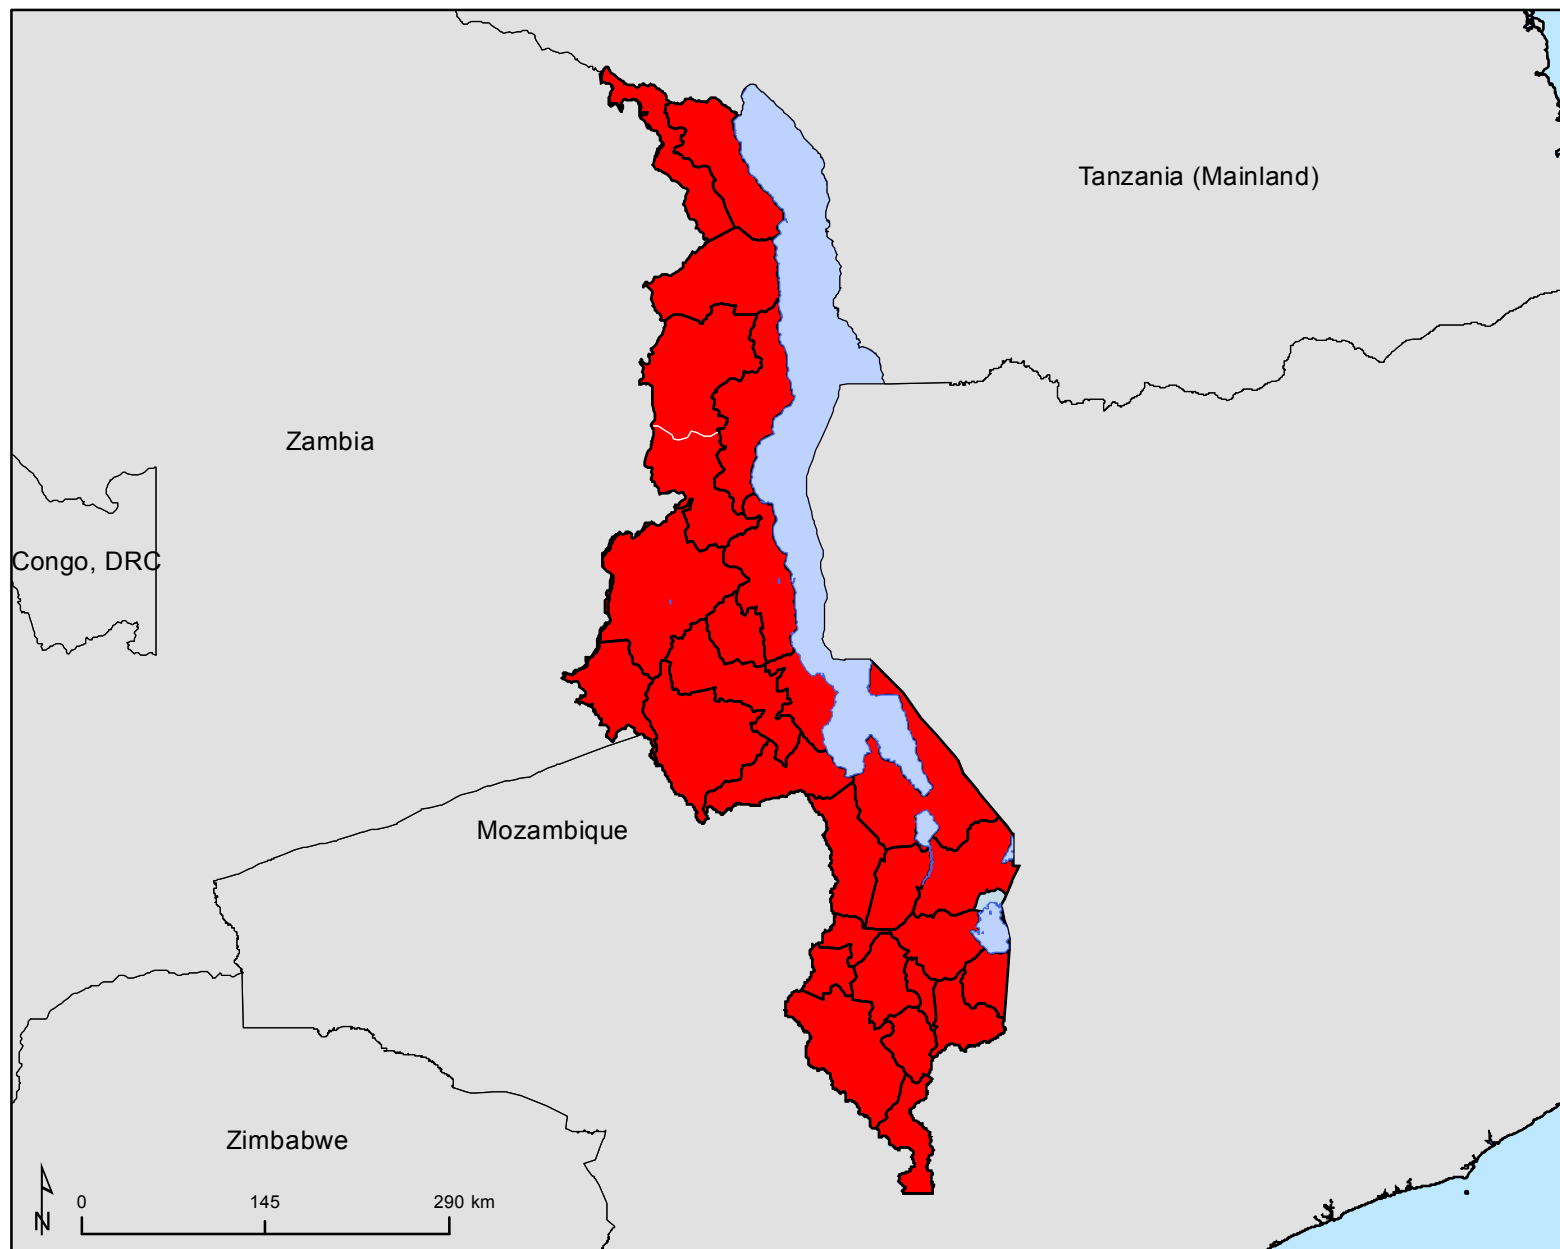 Tanzania (Mainland)
Zambia
Congo, DRC
Mozambique
Zimbabwe
N
0 145 290 km